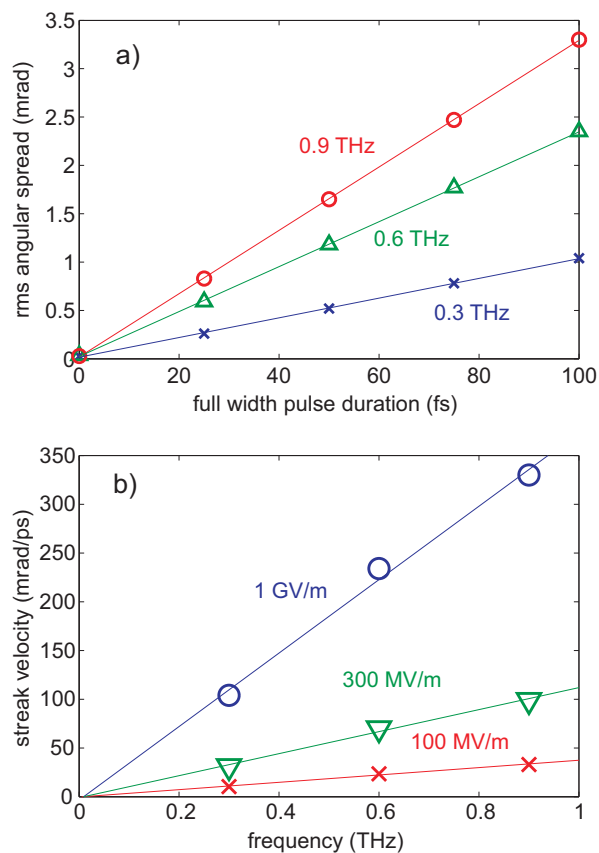 a)
rms angular spread (mrad)
3.5
3
2.5
2
1.5
1
0.5
0
0.9 THz
0.6 THz
0.3 THz
0 20 40 60 80 100
full width pulse duration (fs)
b)
streak velocity (mrad/ps)
350
300
250
200
150
100
50
0
1 GV/m
300 MV/m
100 MV/m
0 0.2 0.4 0.6 0.8 1
frequency (THz)